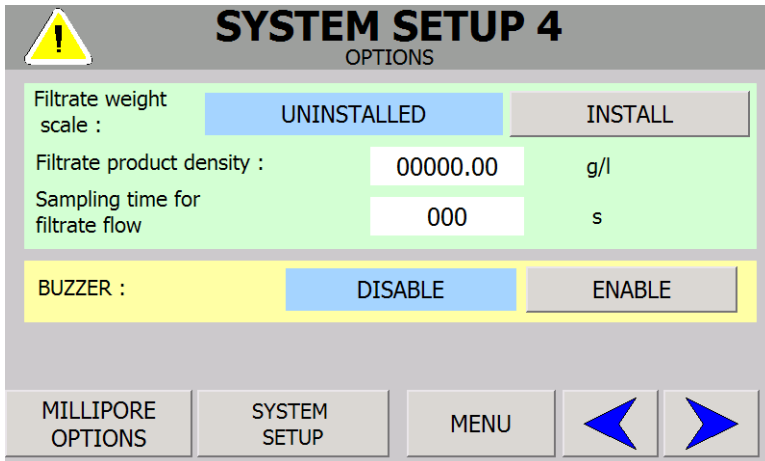 !
SYSTEM SETUP 4
OPTIONS
Filtrate weight
scale :
UNINSTALLED
INSTALL
Filtrate product density :
00000.00
g/l
Sampling time for
filtrate flow
000
s
BUZZER :
DISABLE
ENABLE
MILLIPORE
OPTIONS
SYSTEM
SETUP
MENU